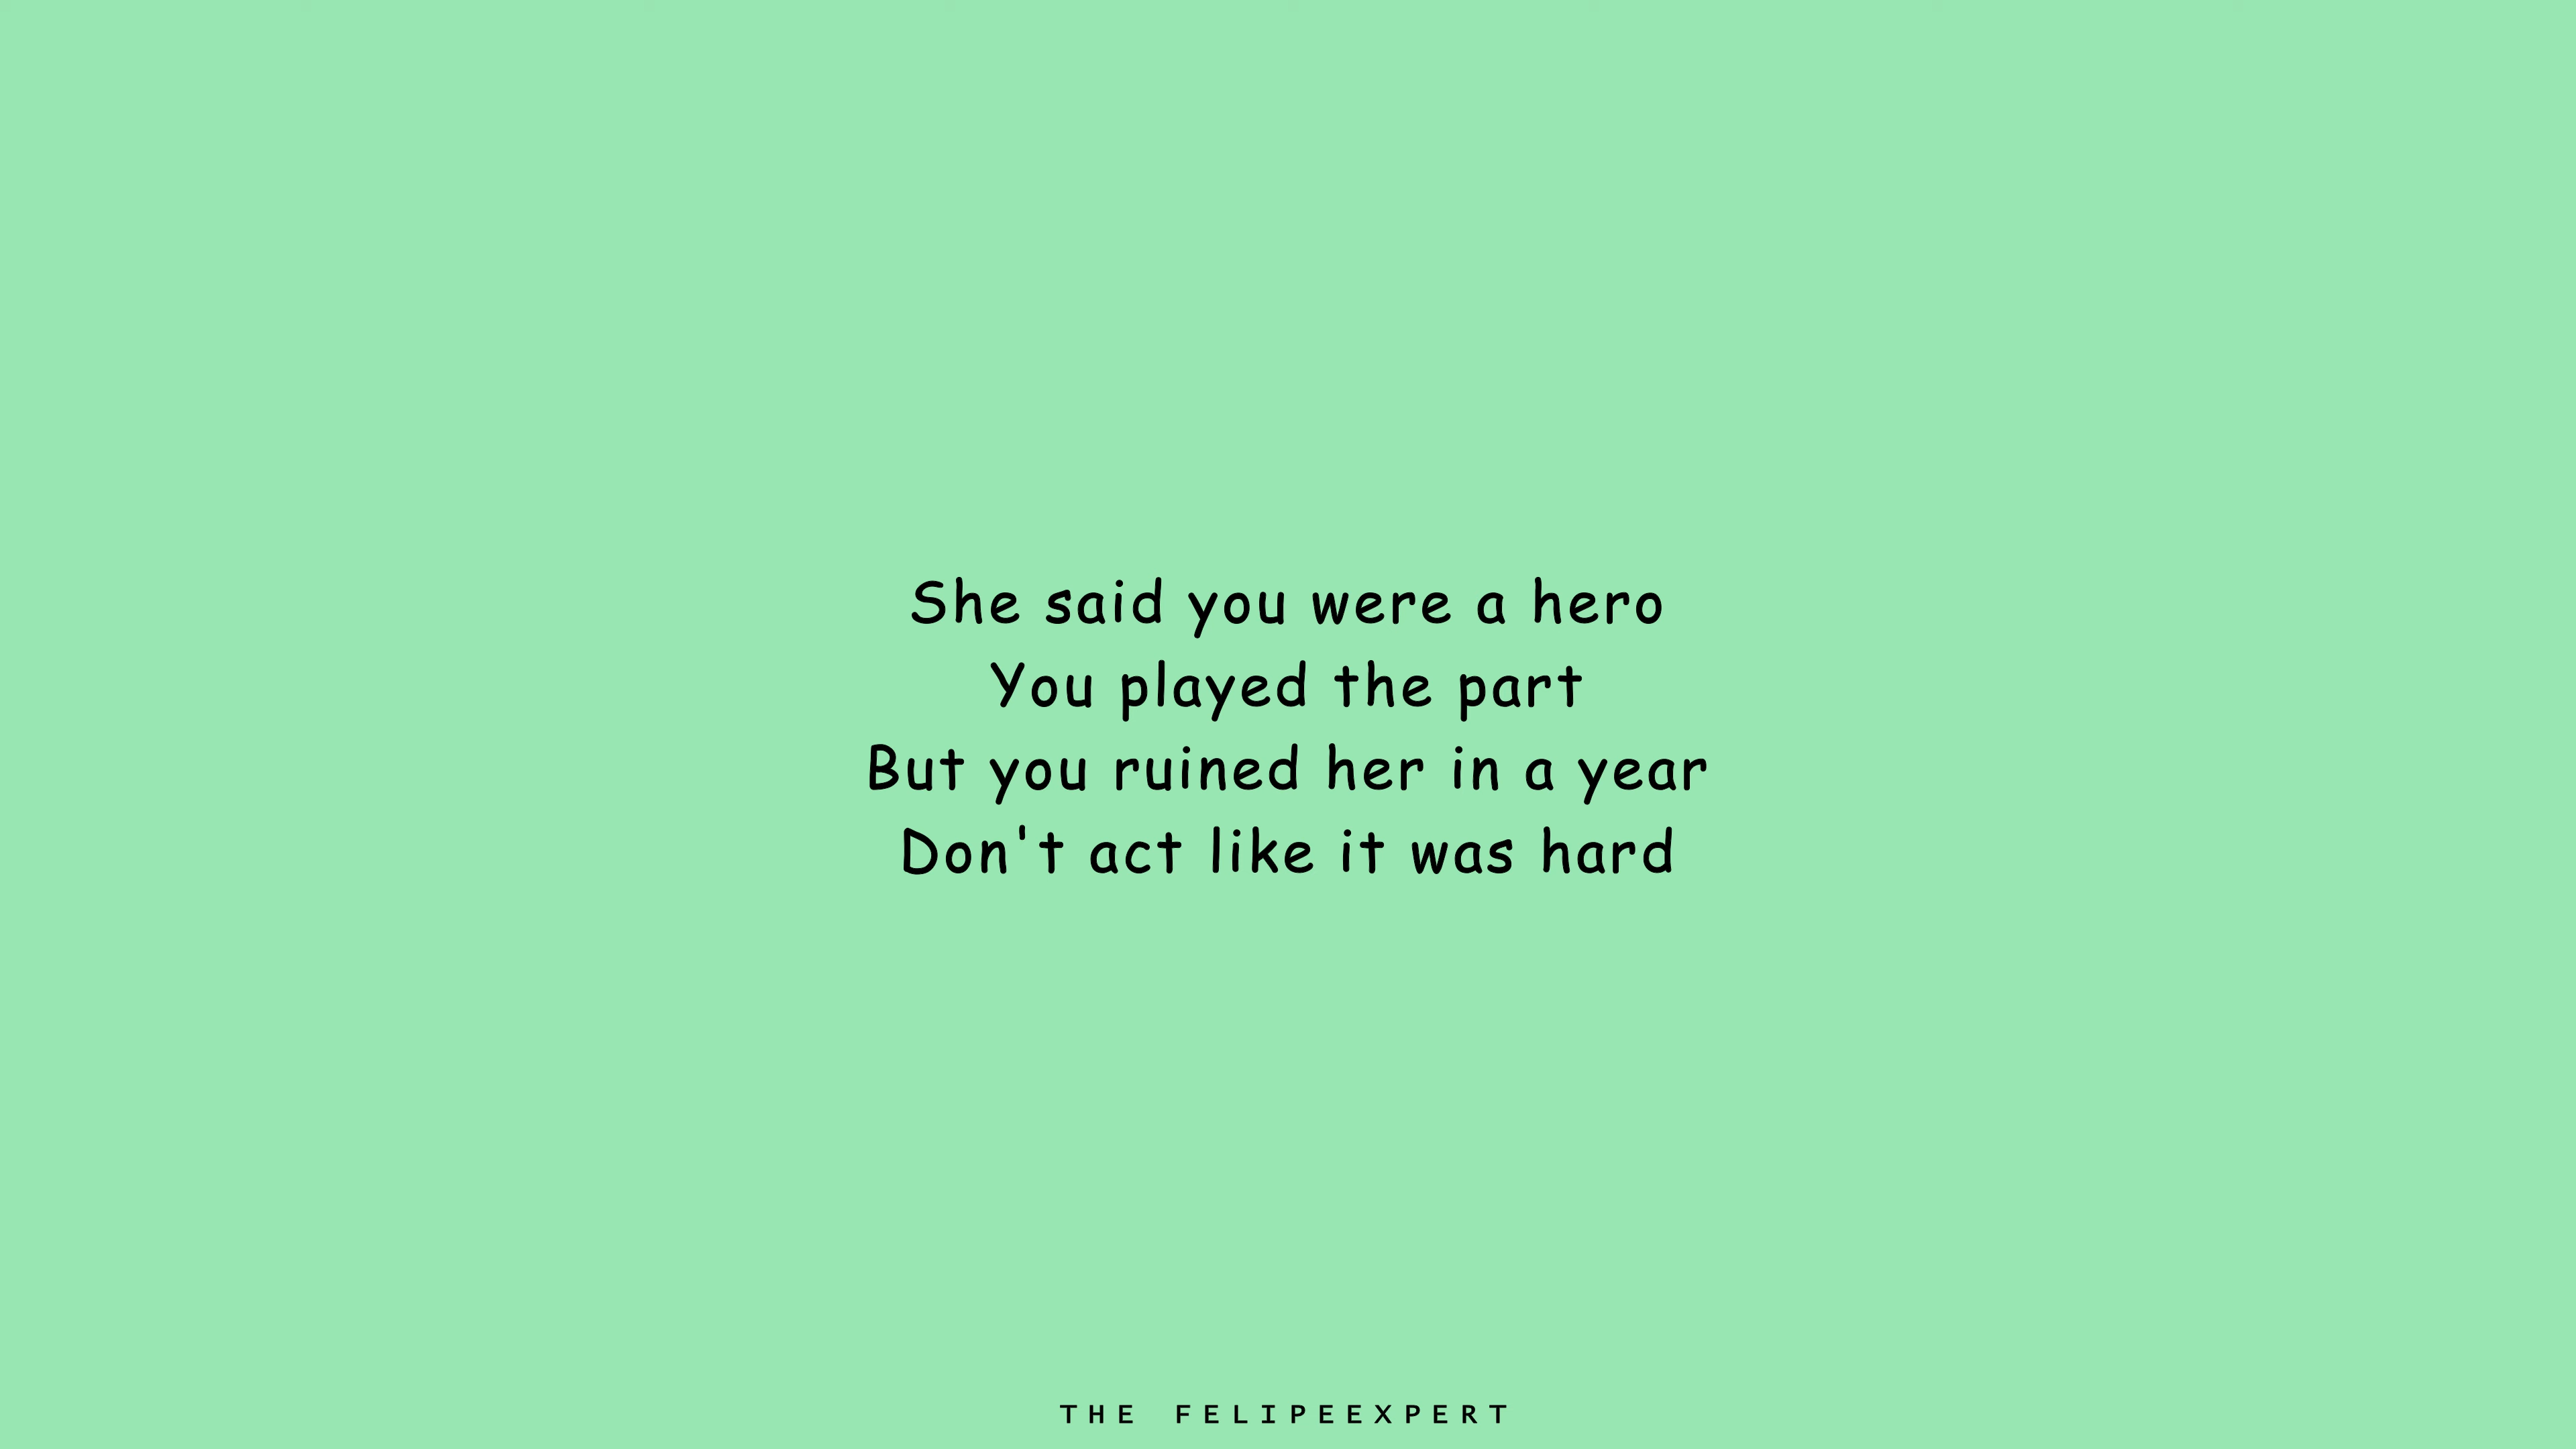 She said you were a hero
You played the part
But you ruined her in a year
Don't act like it was hard
THE FELIPEEXPERT